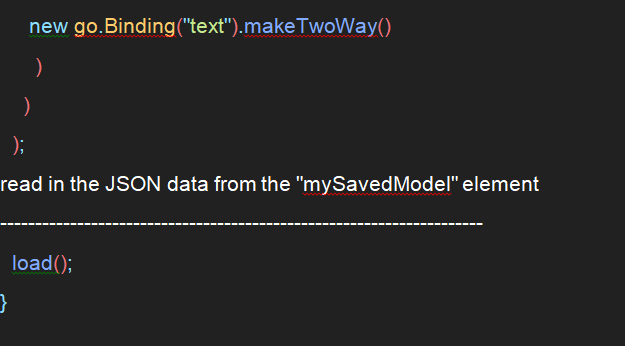 new go.Binding("text").makeTwoWay()
)
)
);
read in the JSON data from the "mySavedModel" element
---------------------------------------------------------------------
load();
}